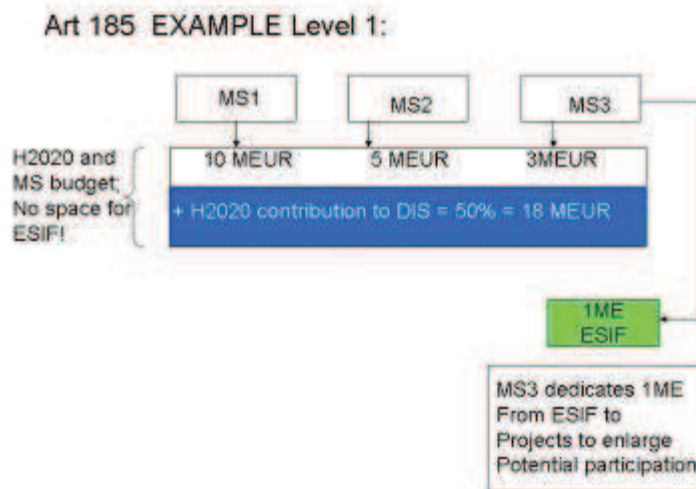 Art 185 EXAMPLE Level 1:
MS1
MS2
MS3
H2020 and
MS budget;
No space for
ESIF!
10 MEUR
5 MEUR
3MEUR
+ H2020 contribution to DIS = 50% = 18 MEUR
1ME
ESIF
MS3 dedicates 1ME
From ESIF to
Projects to enlarge
Potential participation